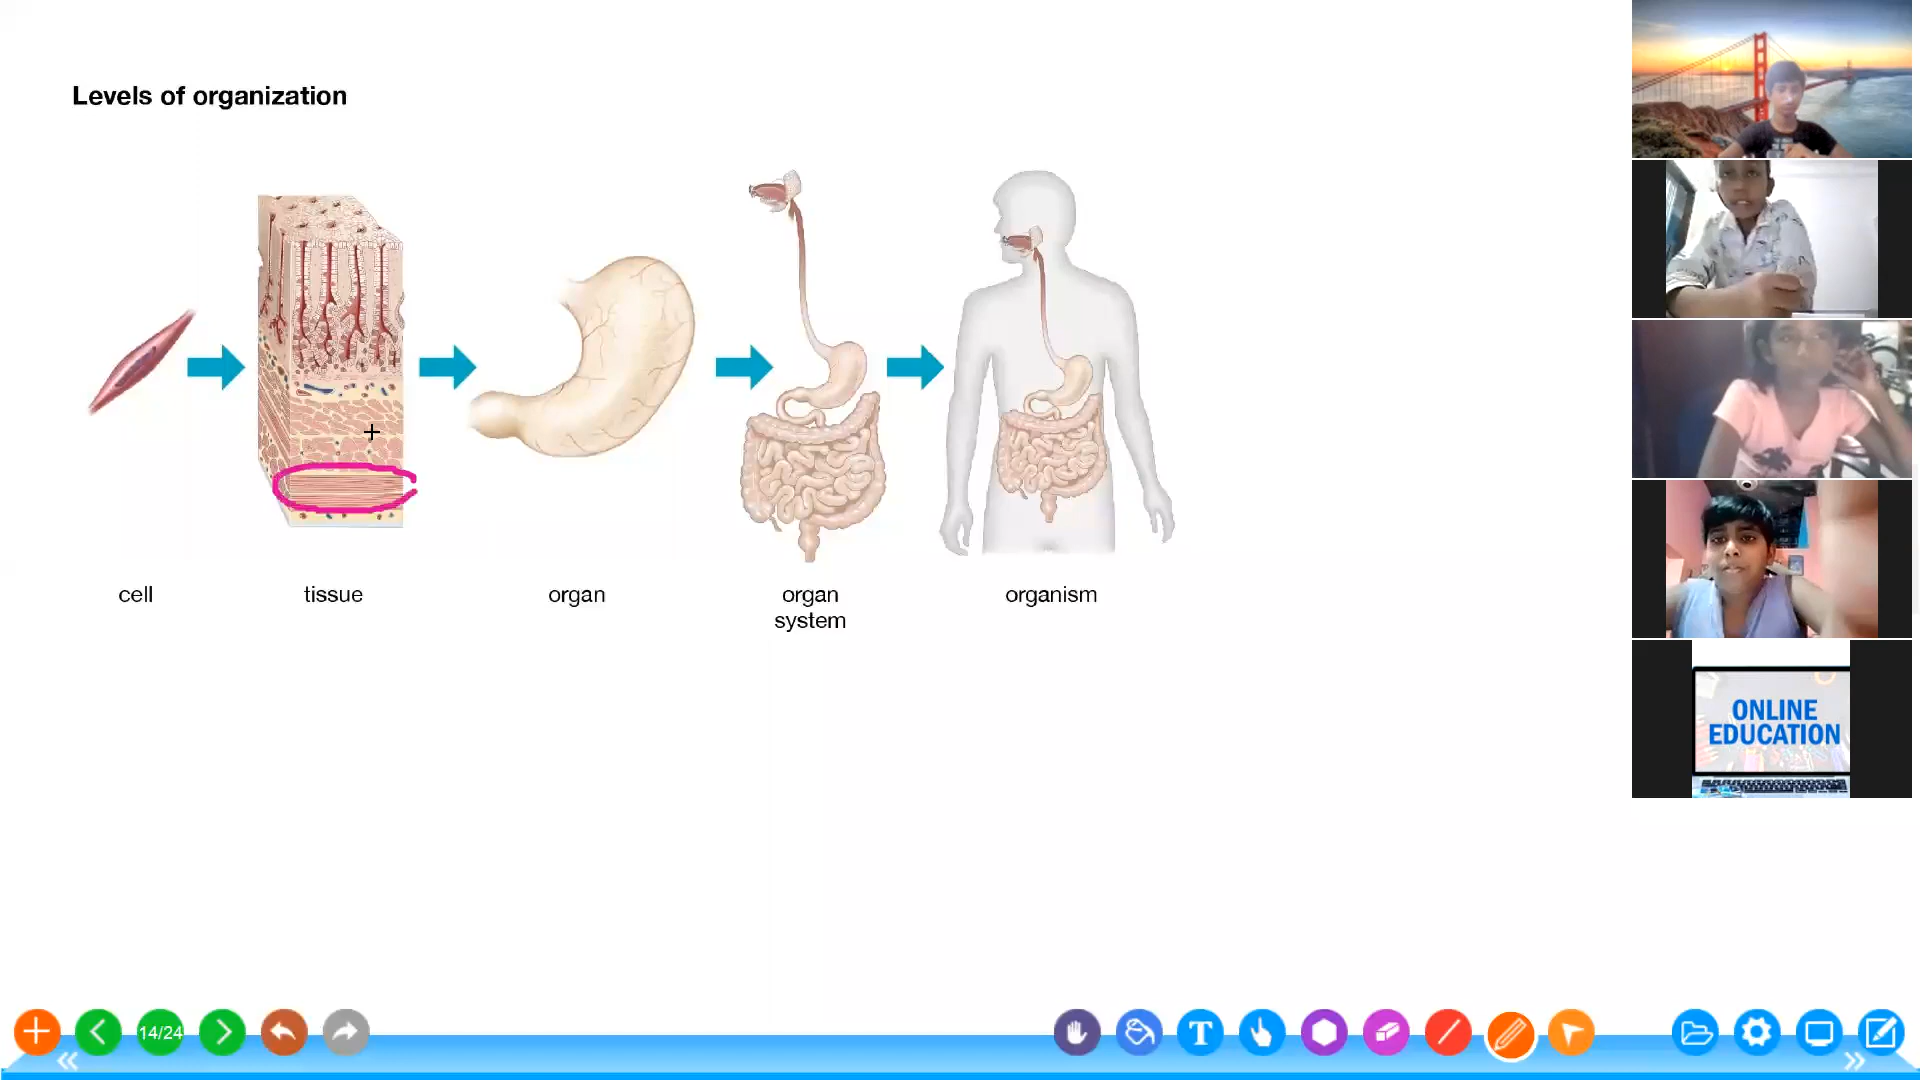 Levels of organization
cell
tissue
organ
organ
system
organism
ONLINE
EDUCATION
14/24
T